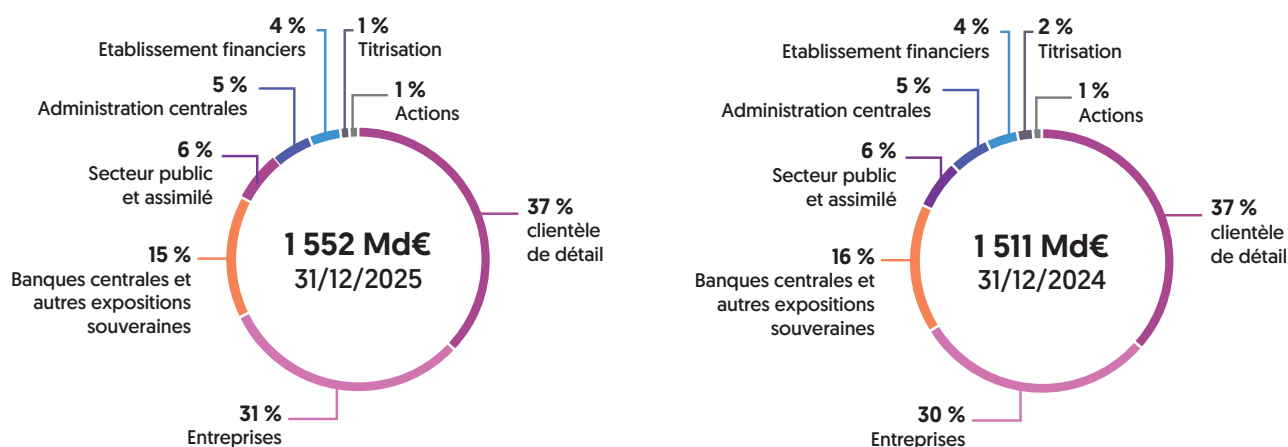 4 %
Etablissement financiers
1 %
Titrisation
5 %
Administration centrales
1 %
Actions
6 %
Secteur public
et assimilé
37 %
clientèle
de détail
1 552 Md€
31/12/2025
15 %
Banques centrales et
autres expositions
souveraines
31 %
Entreprises
4 %
Etablissement financiers
2 %
Titrisation
5 %
Administration centrales
1 %
Actions
6 %
Secteur public
et assimilé
37 %
clientèle
de détail
1 511 Md€
31/12/2024
16 %
Banques centrales et
autres expositions
souveraines
30 %
Entreprises